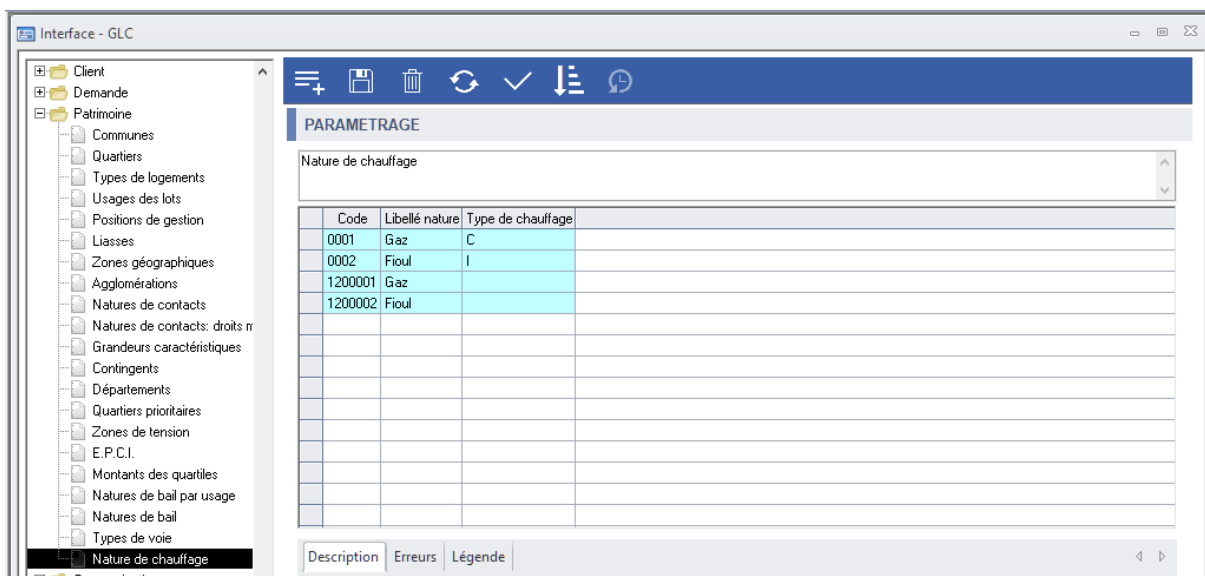 Interface - GLC
Client
Demande
Patrimoine
Communes
Quartiers
Types de logements
Usages des lots
Positions de gestion
Liasses
Zones géographiques
Agglomérations
Natures de contacts
Natures de contacts: droits
Grandeurs caractéristiques
Contingents
Départements
Quartiers prioritaires
Zones de tension
E.P.C.I.
Montants des quartiles
Natures de bail par usage
Natures de bail
Types de voie
Nature de chauffage
PARAMETRAGE
Nature de chauffage
Code Libellé nature Type de chauffage
0001 Gaz C
0002 Fioul I
1200001 Gaz
1200002 Fioul
Description Erreurs Légende